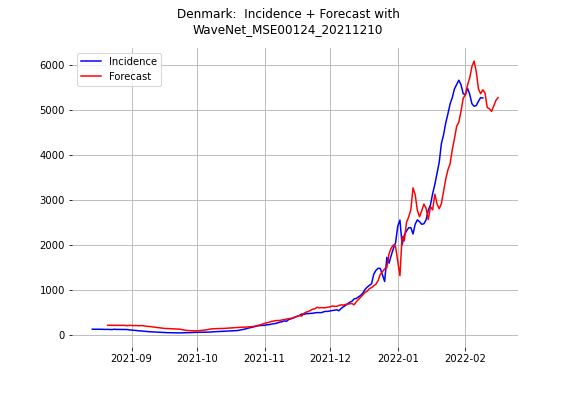 Denmark:  Incidence + Forecast with
WaveNet_MSE00124_20211210
Incidence
Forecast
6000
5000
4000
3000
2000
1000
0
2021-09 2021-10 2021-11 2021-12 2022-01 2022-02